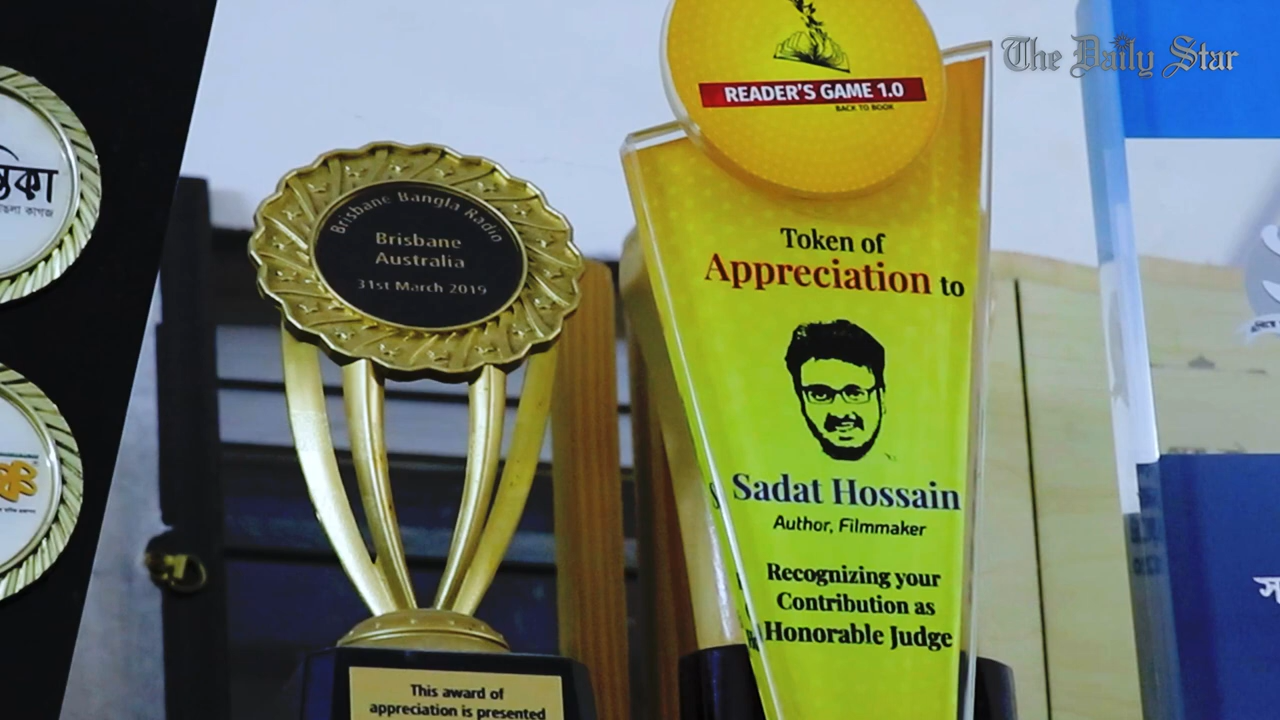 The Daily Star
ন্তিকা
বাংলা কাগজ
Brisbane Bangla Radio
Brisbane
Australia
31st March 2019
This award of
appreciation is presented
READER'S GAME 1.0
BACK TO BOOK
Token of
Appreciation to
Sadat Hossain
Author, Filmmaker
Recognizing your
Contribution as
Honorable Judge
স